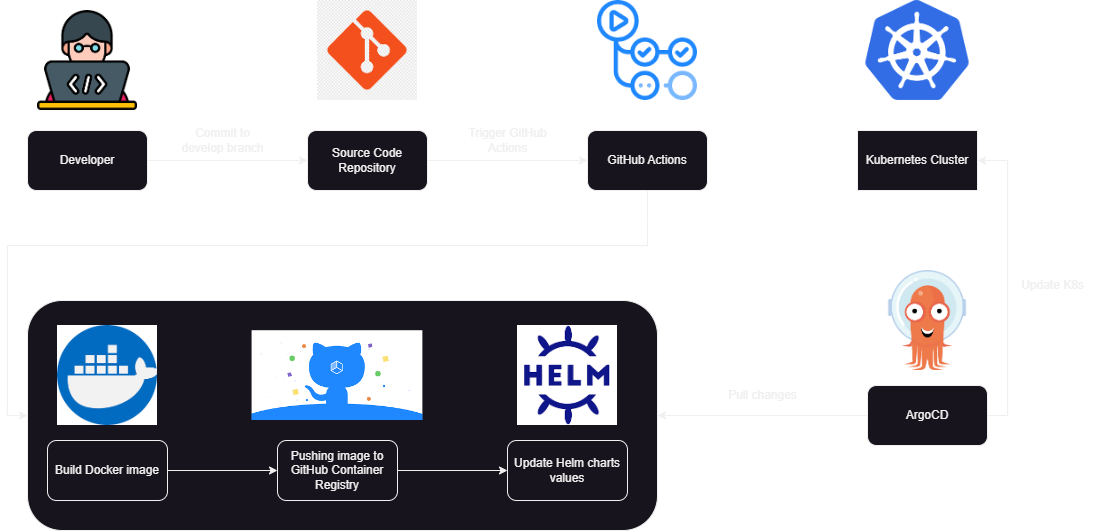 Developer
Commit to
develop branch
Source Code
Repository
Trigger GitHub
Actions
GitHub Actions
Kubernetes Cluster
Update K8s
HELM
Build Docker image
Pushing image to
GitHub Container
Registry
Update Helm charts
values
Pull changes
ArgoCD